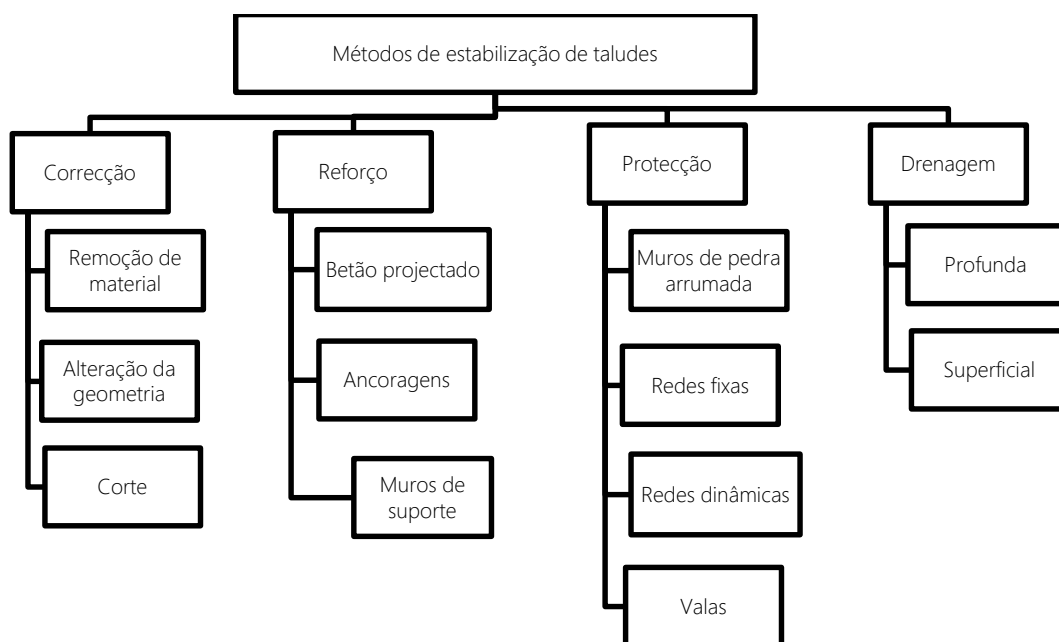 Métodos de estabilização de taludes
Correcção
Remoção de
material
Alteração da
geometria
Corte
Reforço
Betão projectado
Ancoragens
Muros de
suporte
Protecção
Muros de pedra
arrumada
Redes fixas
Redes dinâmicas
Valas
Drenagem
Profunda
Superficial